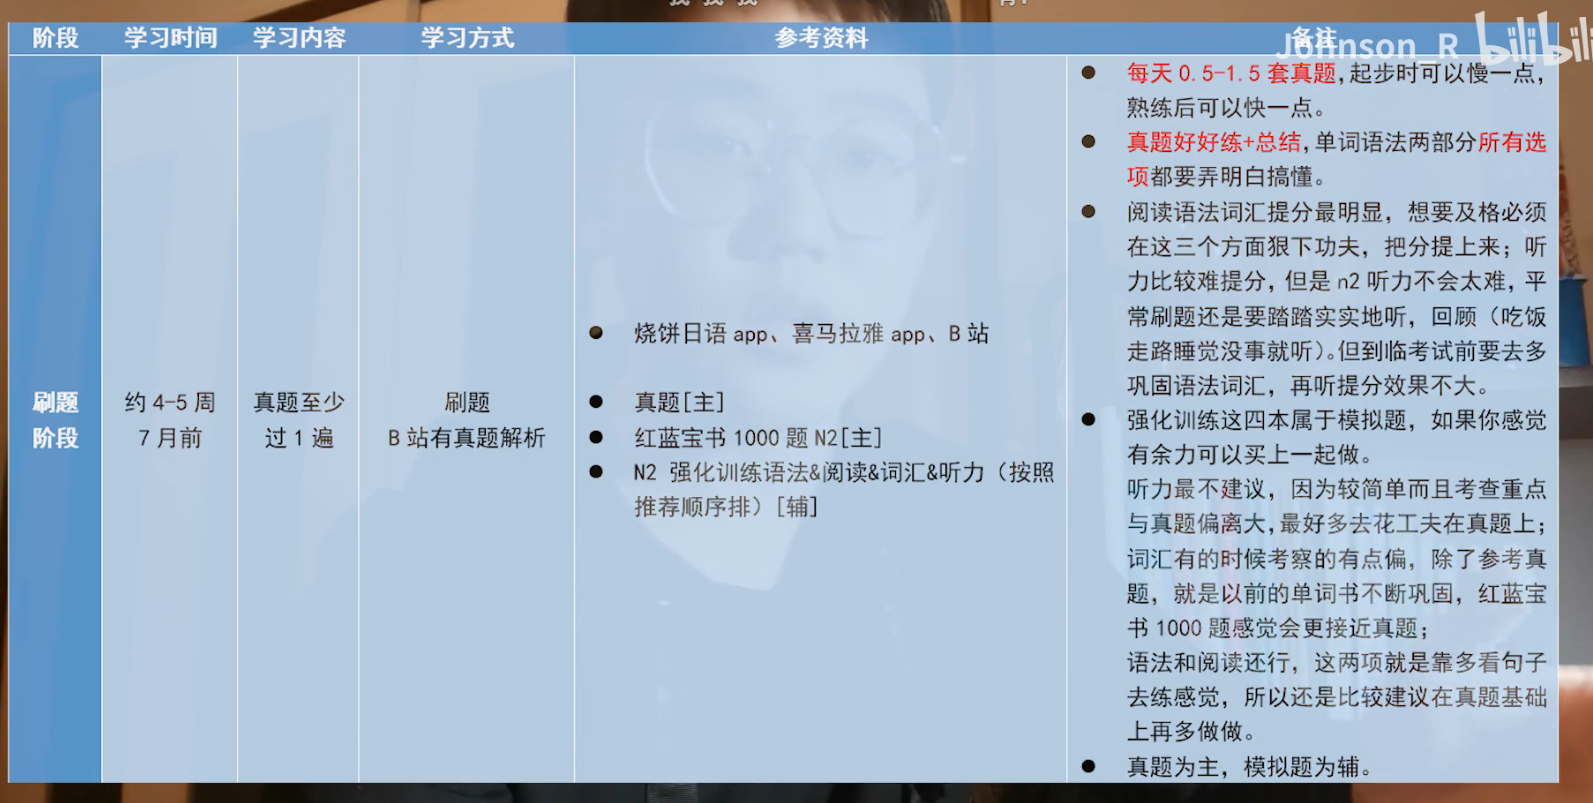 阶段 学习时间 学习内容 学习方式 参考资料 备注
Johnson_R bilibili
刷题
阶段
约 4-5 周
7 月前
真题至少
过 1 遍
刷题
B 站有真题解析
● 烧饼日语 app、喜马拉雅 app、B 站
● 真题[主]
● 红蓝宝书 1000 题 N2[主]
● N2 强化训练语法&阅读&词汇&听力（按照
推荐顺序排）[辅]
● 每天 0.5-1.5 套真题,起步时可以慢一点,
熟练后可以快一点。
● 真题好好练+总结,单词语法两部分所有选
项都要弄明白搞懂。
● 阅读语法词汇提分最明显，想要及格必须
在这三个方面狠下功夫，把分提上来；听
力比较难提分,但是 n2 听力不会太难，平
常刷题还是要踏踏实实地听，回顾（吃饭
走路睡觉没事就听）。但到临考试前要去多
巩固语法词汇，再听提分效果不大。
● 强化训练这四本属于模拟题，如果你感觉
有余力可以买上一起做。
听力最不建议，因为较简单而且考查重点
与真题偏离大,最好多去花工夫在真题上；
词汇有的时候考察的有点偏，除了参考真
题，就是以前的单词书不断巩固，红蓝宝
书 1000 题感觉会更接近真题；
语法和阅读还行，这两项就是靠多看句子
去练感觉，所以还是比较建议在真题基础
上再多做做。
● 真题为主，模拟题为辅。